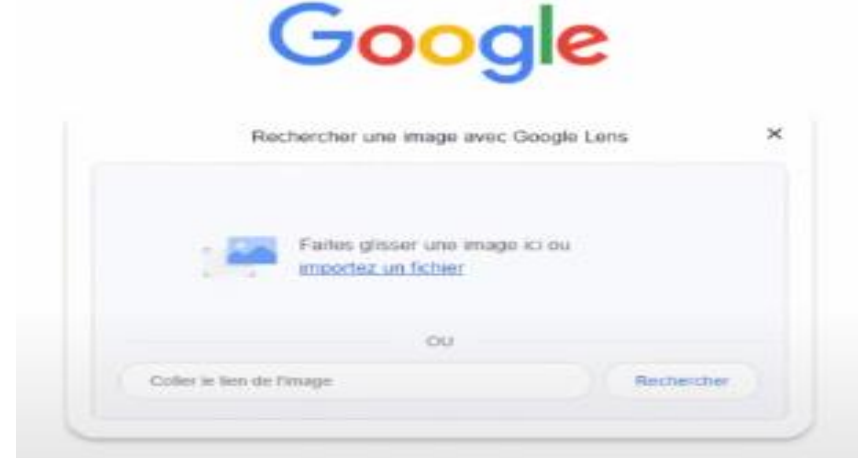 Google
Rechercher une image avec Google Lens
Faites glisser une image ici ou
importez un fichier
OU
Coller le lien de l'image
Rechercher